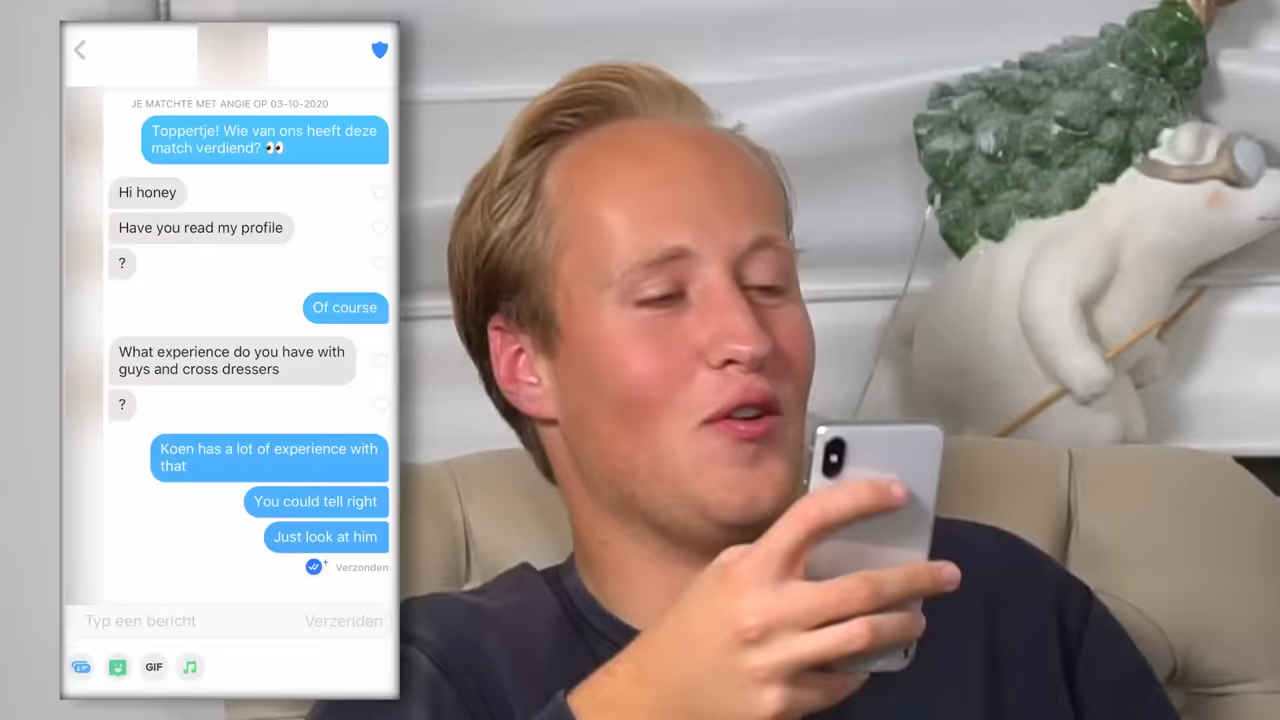 JE MATCHTE MET ANGIE OP 03-10-2020
Toppertje! Wie van ons heeft deze
match verdiend? 👀
Hi honey
Have you read my profile
?
Of course
What experience do you have with
guys and cross dressers
?
Koen has a lot of experience with
that
You could tell right
Just look at him
Verzonden
Typ een bericht
Verzenden
GIF